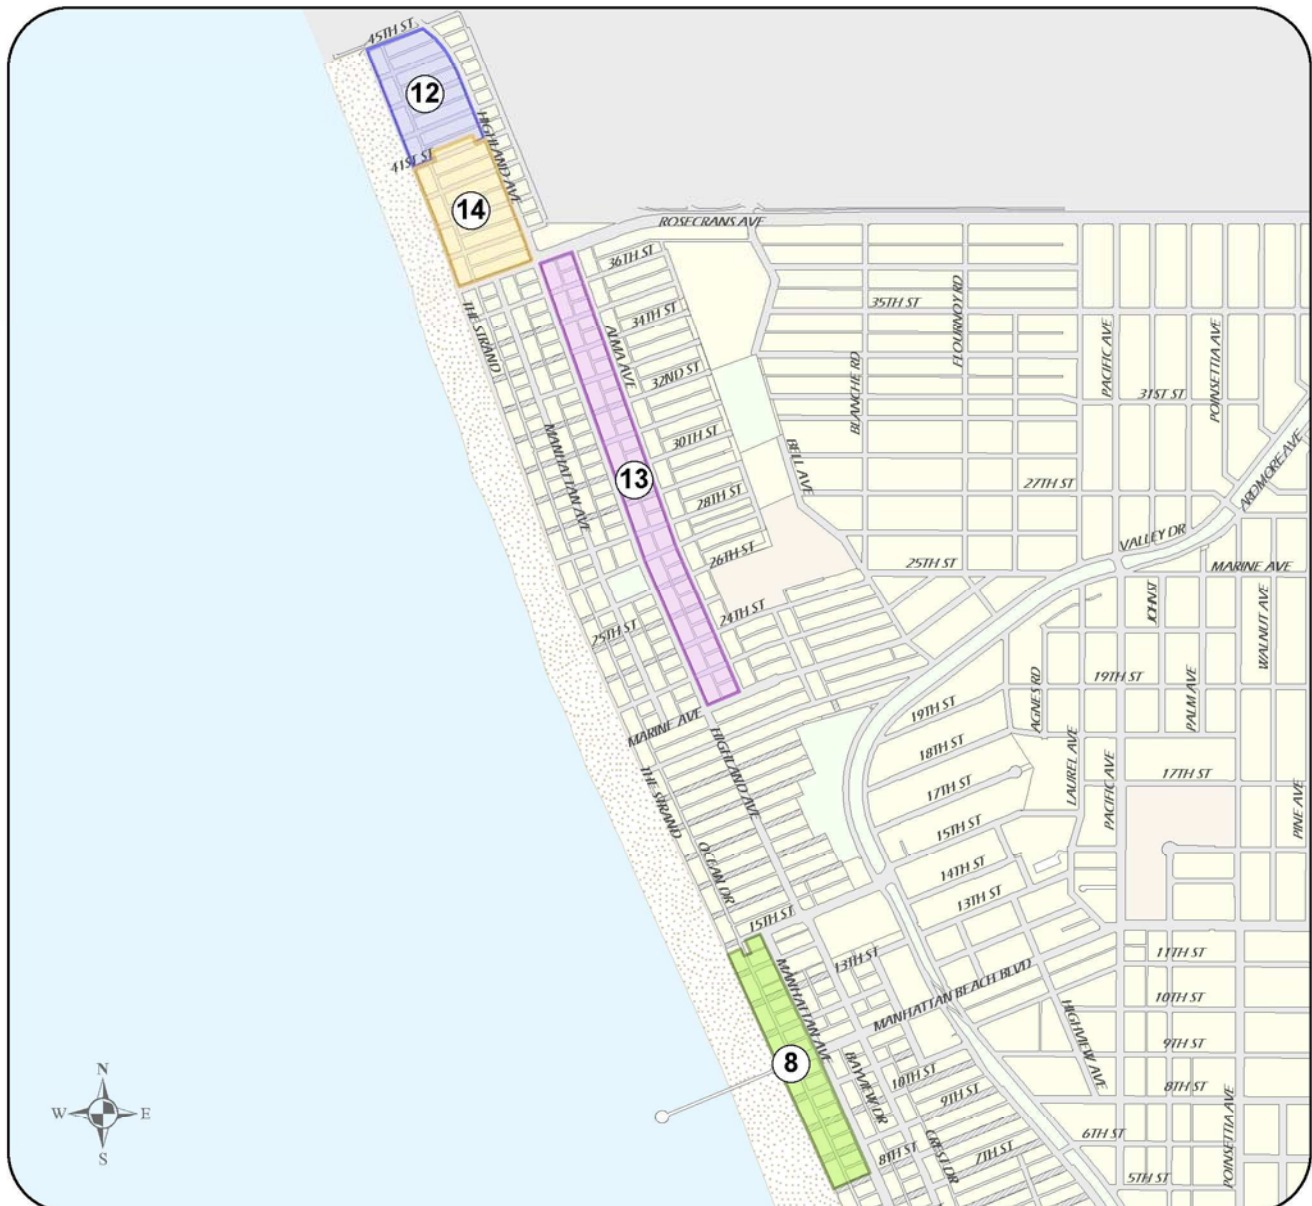 45TH ST
12
HIGHLAND AVE
41ST ST
14
ROSECRANS AVE
36TH ST
THE STRAND
34TH ST
ALMA AVE
35TH ST
FLOURNOY RD
PACIFIC AVE
POINSETTIA AVE
32ND ST
BLANCHE RD
31ST ST
MANHATTAN AVE
30TH ST
BELL AVE
ARDMORE AVE
13
28TH ST
27TH ST
26TH ST
VALLEY DR
25TH ST
MARINE AVE
24TH ST
25TH ST
JOHN ST
WALNUT AVE
19TH ST
AGNES RD
PALM AVE
MARINE AVE
19TH ST
HIGHLAND AVE
18TH ST
LAUREL AVE
PACIFIC AVE
17TH ST
THE STRAND
17TH ST
PINE AVE
15TH ST
OCEAN DR
14TH ST
13TH ST
15TH ST
13TH ST
11TH ST
MANHATTAN AVE
MANHATTAN BEACH BLVD
10TH ST
HIGHVIEW AVE
9TH ST
8
BAYVIEW DR
10TH ST
8TH ST
N
9TH ST
POINSETTIA AVE
W E
CREST DR
6TH ST
8TH ST
7TH ST
S
5TH ST